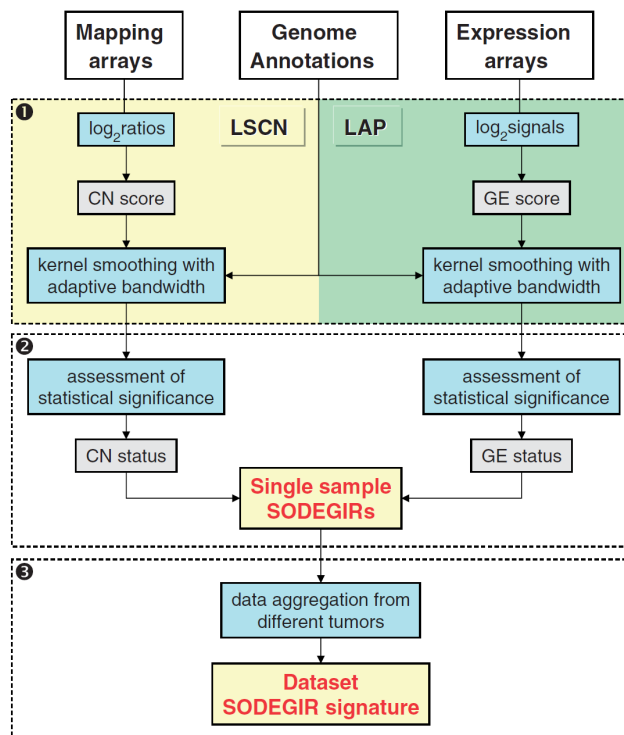 Mapping
arrays
Genome
Annotations
Expression
arrays
❶
log₂ratios
LSCN
LAP
log₂signals
CN score
GE score
kernel smoothing with
adaptive bandwidth
kernel smoothing with
adaptive bandwidth
❷
assessment of
statistical significance
assessment of
statistical significance
CN status
GE status
Single sample
SODEGIRs
❸
data aggregation from
different tumors
Dataset
SODEGIR signature